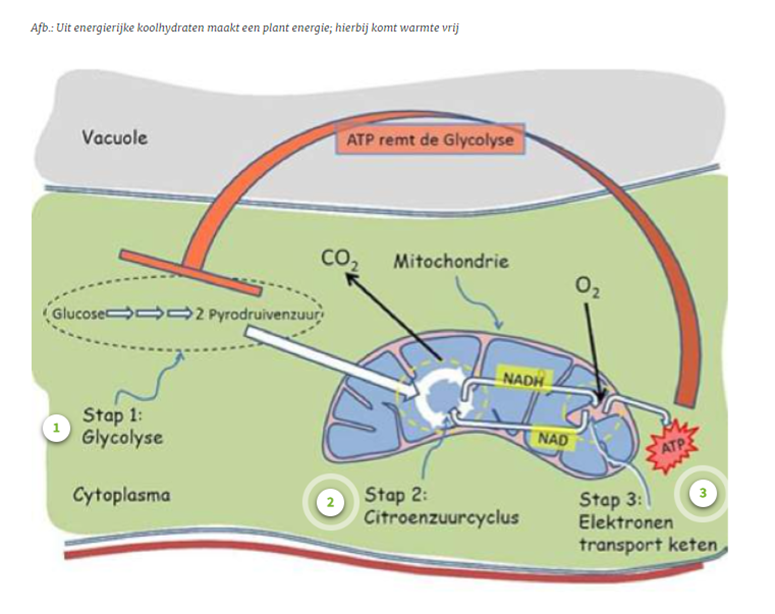 Afb.: Uit energierijke koolhydraten maakt een plant energie; hierbij komt warmte vrij
Vacuole
ATP remt de Glycolyse
CO2
Mitochondrie
O2
Glucose
2 Pyrodruivenzuur
NADH
NAD
ATP
1
Stap 1:
Glycolyse
2
Stap 2:
Citroenzuurcyclus
3
Stap 3:
Elektronen
transport keten
Cytoplasma